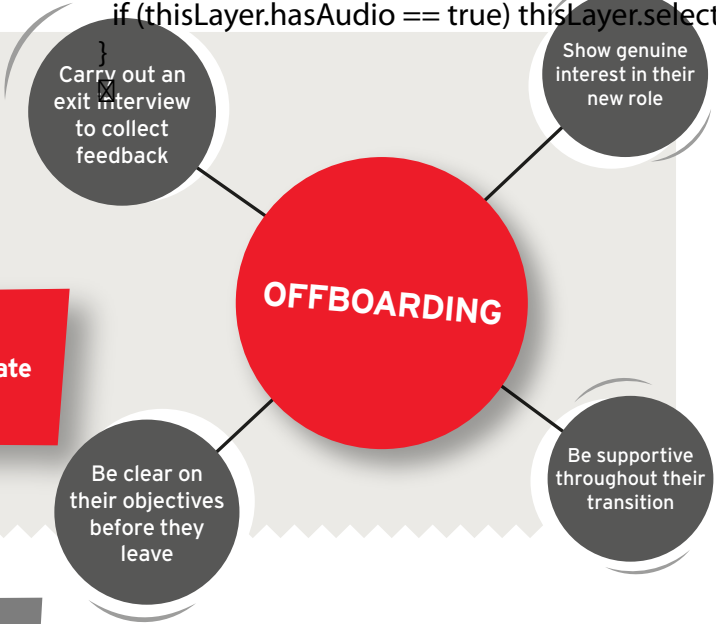 if (thisLayer.hasAudio == true) thisLayer.select
}
Carry out an
exit interview
to collect
feedback
Show genuine
interest in their
new role
OFFBOARDING
ate
Be clear on
their objectives
before they
leave
Be supportive
throughout their
transition